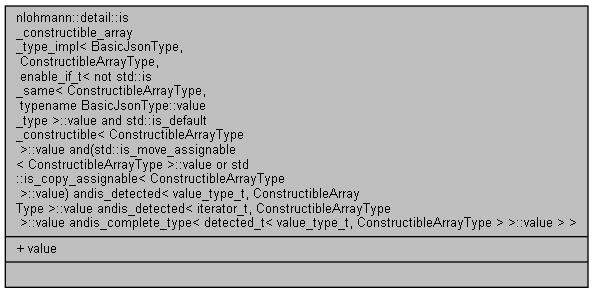 nlohmann::detail::is
_constructible_array
_type_impl< BasicJsonType,
ConstructibleArrayType,
enable_if_t< not std::is
_same< ConstructibleArrayType,
typename BasicJsonType::value
_type >::value and std::is_default
_constructible< ConstructibleArrayType
>::value and(std::is_move_assignable
< ConstructibleArrayType >::value or std
::is_copy_assignable< ConstructibleArrayType
>::value) andis_detected< value_type_t, ConstructibleArray
Type >::value andis_detected< iterator_t, ConstructibleArrayType
>::value andis_complete_type< detected_t< value_type_t, ConstructibleArrayType > >::value > >
+ value